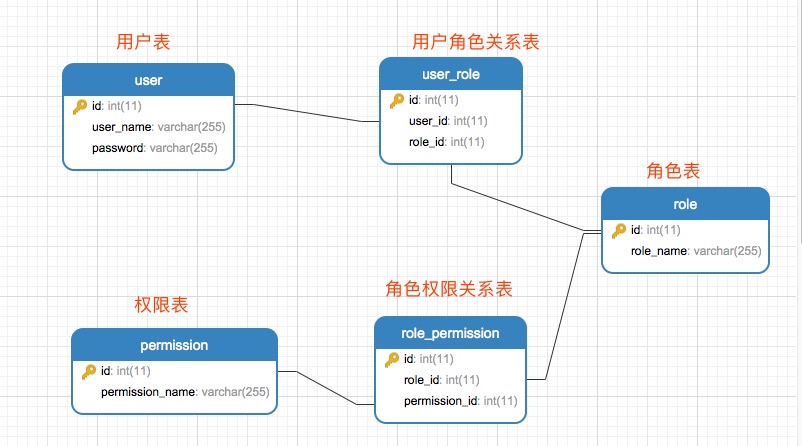 用户表
user
id: int(11)
user_name: varchar(255)
password: varchar(255)
用户角色关系表
user_role
id: int(11)
user_id: int(11)
role_id: int(11)
角色表
role
id: int(11)
role_name: varchar(255)
权限表
permission
id: int(11)
permission_name: varchar(255)
角色权限关系表
role_permission
id: int(11)
role_id: int(11)
permission_id: int(11)